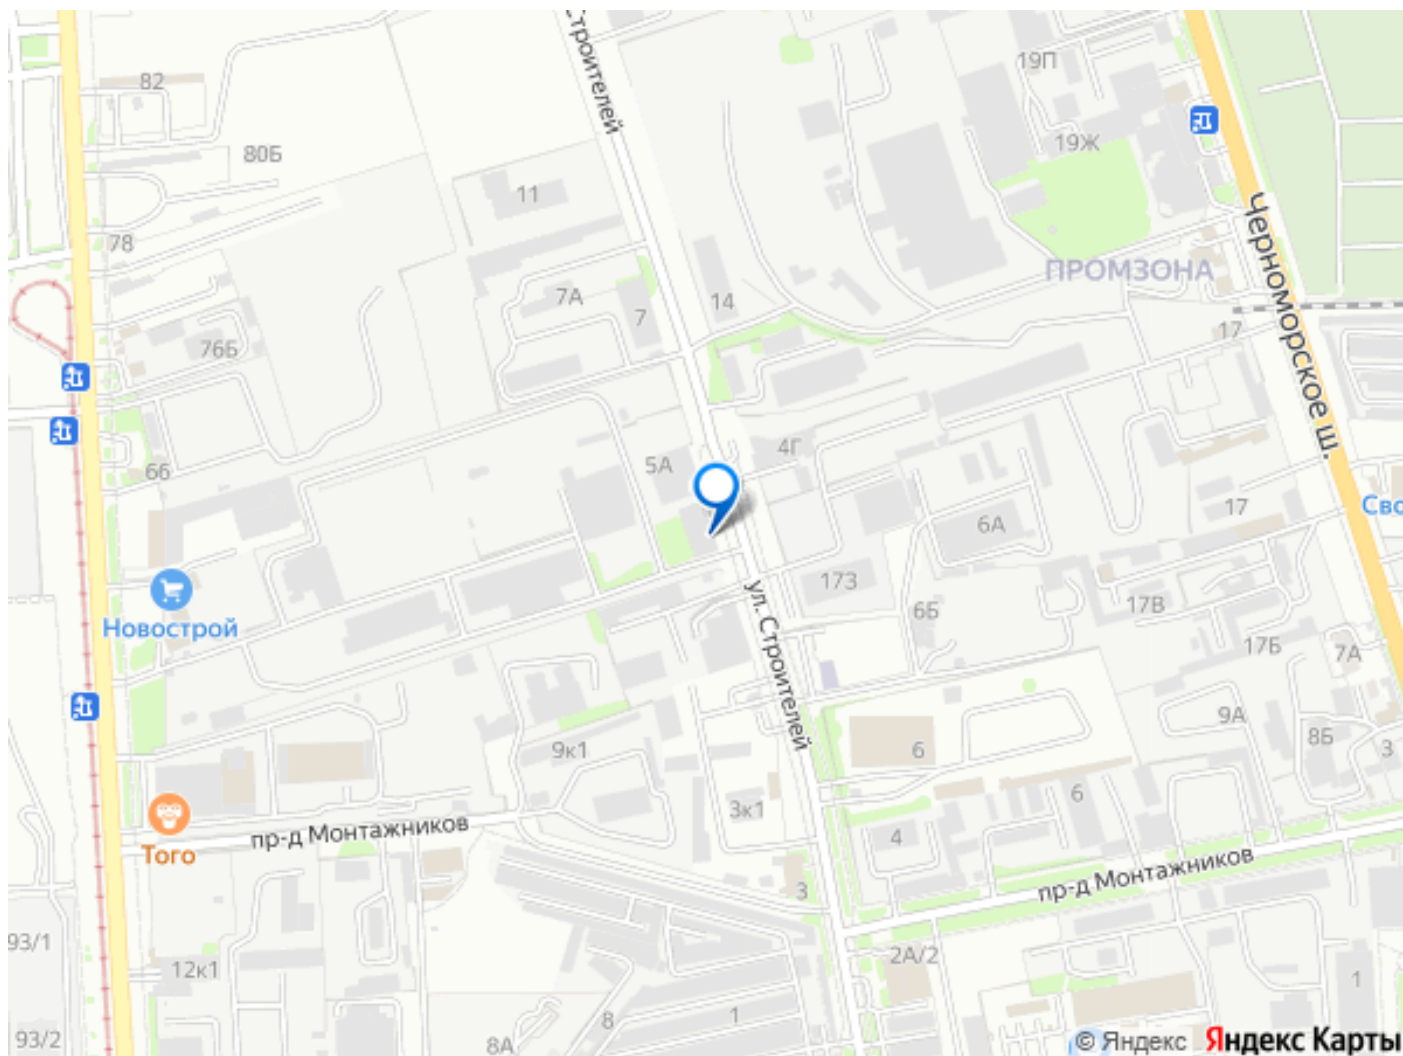 Строителей
19П
82
19Ж
80Б
11
Черноморское ш.
78
ПРОМЗОНА
7А
14
7
17
76Б
4Г
5А
66
17
Сво
6А
173
ул. Строителей
17В
6Б
Новострой
17Б
7А
9А
8Б
9к1
6
3
6
3к1
пр-д Монтажников
4
Того
пр-д Монтажников
3
93/1
2А/2
12к1
1
8
1
93/2
8А
© Яндекс Яндекс Карты